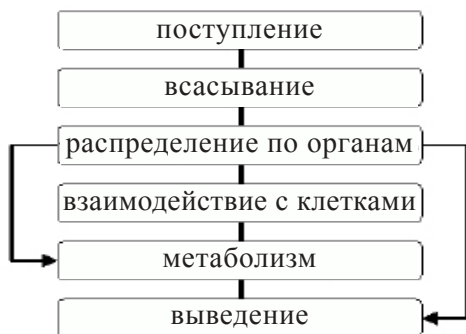 поступление
всасывание
распределение по органам
взаимодействие с клетками
метаболизм
выведение